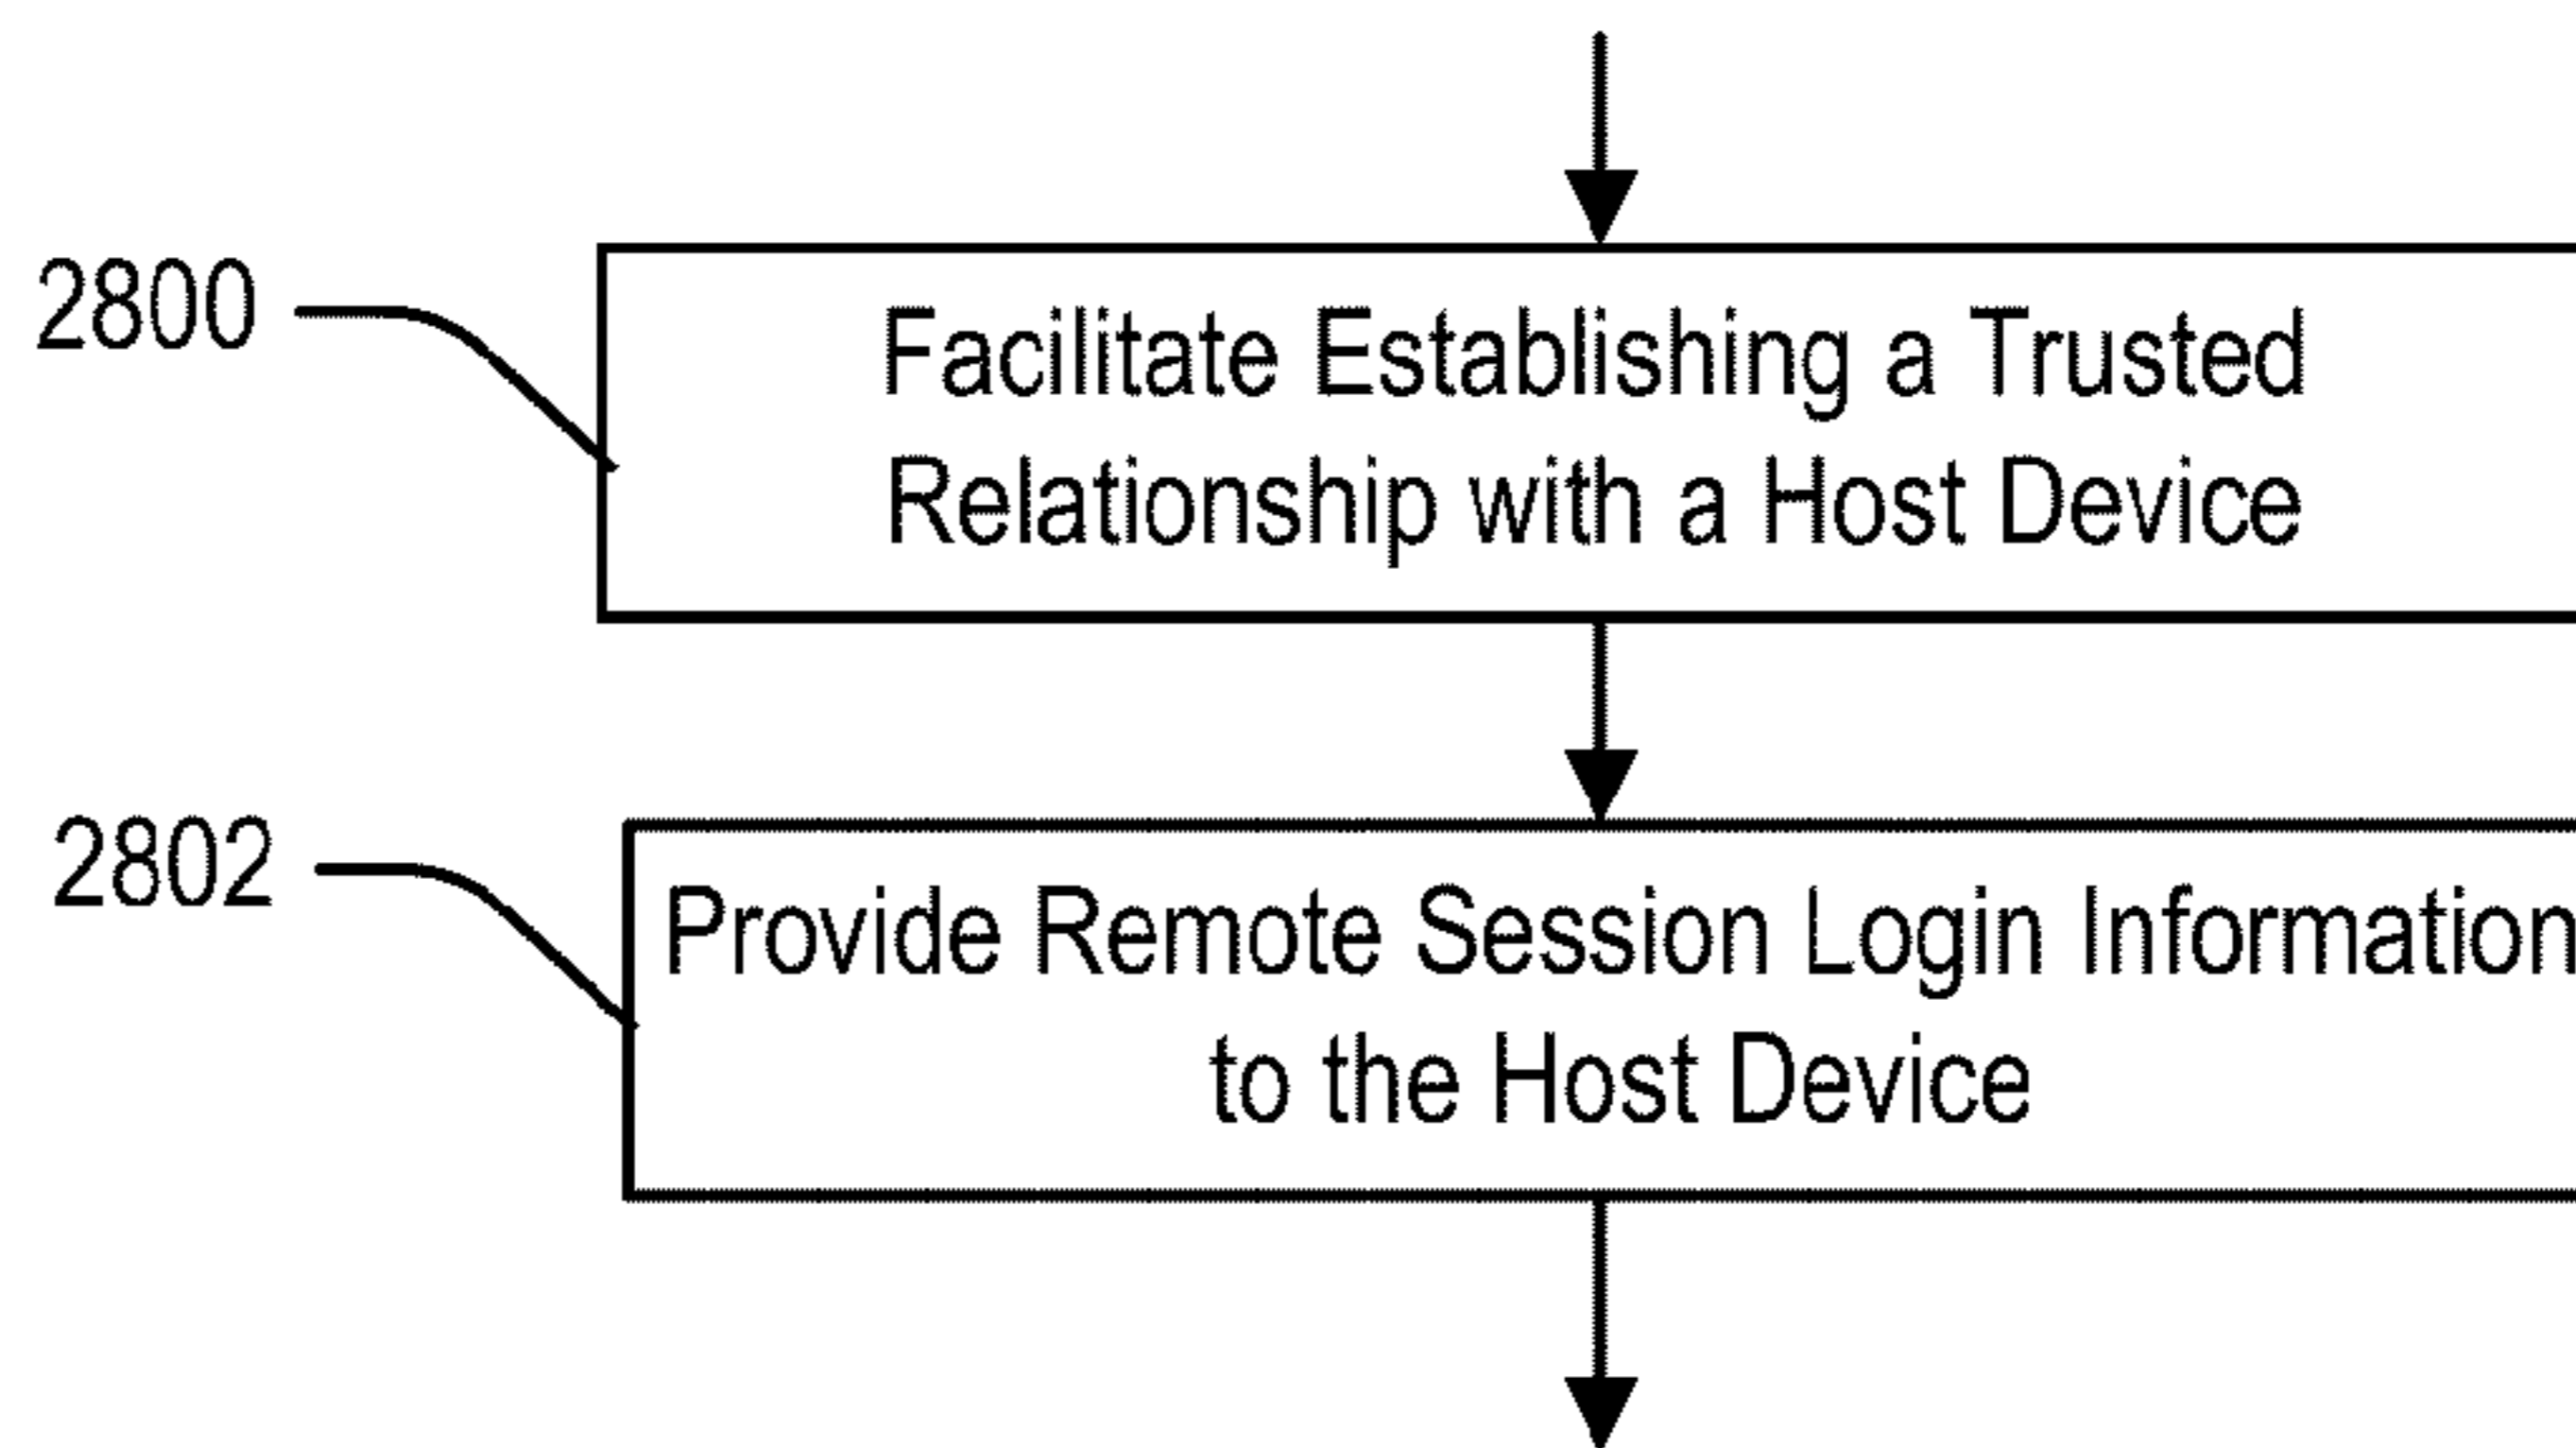 2800
Facilitate Establishing a Trusted
Relationship with a Host Device
2802
Provide Remote Session Login Information
to the Host Device